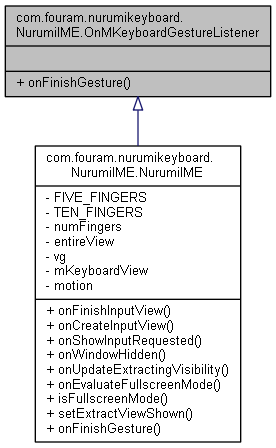 com.fouram.nurumikeyboard.
NurumiIME.OnMKeyboardGestureListener
+ onFinishGesture()
com.fouram.nurumikeyboard.
NurumiIME.NurumiIME
- FIVE_FINGERS
- TEN_FINGERS
- numFingers
- entireView
- vg
- mKeyboardView
- motion
+ onFinishInputView()
+ onCreateInputView()
+ onShowInputRequested()
+ onWindowHidden()
+ onUpdateExtractingVisibility()
+ onEvaluateFullscreenMode()
+ isFullscreenMode()
+ setExtractViewShown()
+ onFinishGesture()